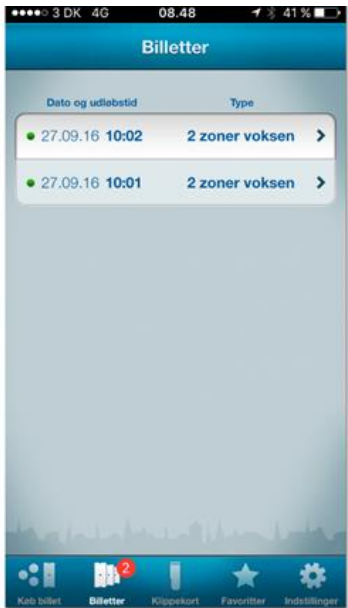 3 DK 4G 08.48 41 %
Billetter
Dato og udløbstid Type
27.09.16 10:02 2 zoner voksen
27.09.16 10:01 2 zoner voksen
2
Køb billet Billetter Klippekort Favoritter Indstillinger